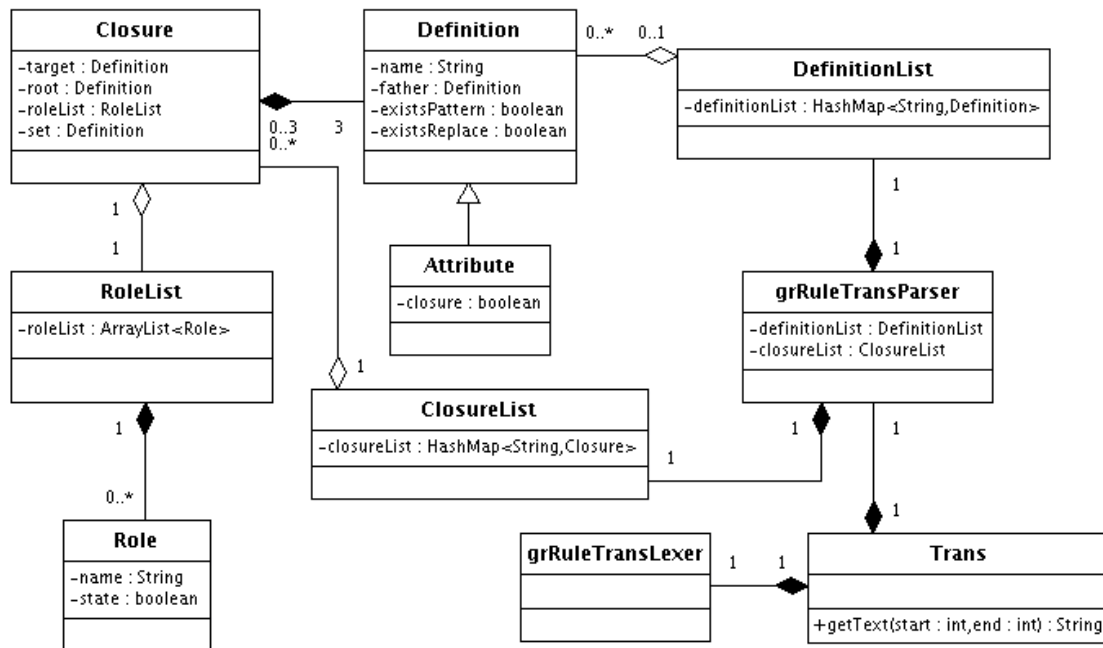 Closure
-target : Definition
-root : Definition
-roleList : RoleList
-set : Definition
0..3
0..*
3
Definition
-name : String
-father : Definition
-existsPattern : boolean
-existsReplace : boolean
0..*
0..1
DefinitionList
-definitionList : HashMap<String,Definition>
1
1
1
1
RoleList
-roleList : ArrayList<Role>
Attribute
-closure : boolean
grRuleTransParser
-definitionList : DefinitionList
-closureList : ClosureList
1
ClosureList
-closureList : HashMap<String,Closure>
1
1
1
1
0..*
1
Role
-name : String
-state : boolean
grRuleTransLexer
1
1
Trans
+getText(start : int,end : int) : String